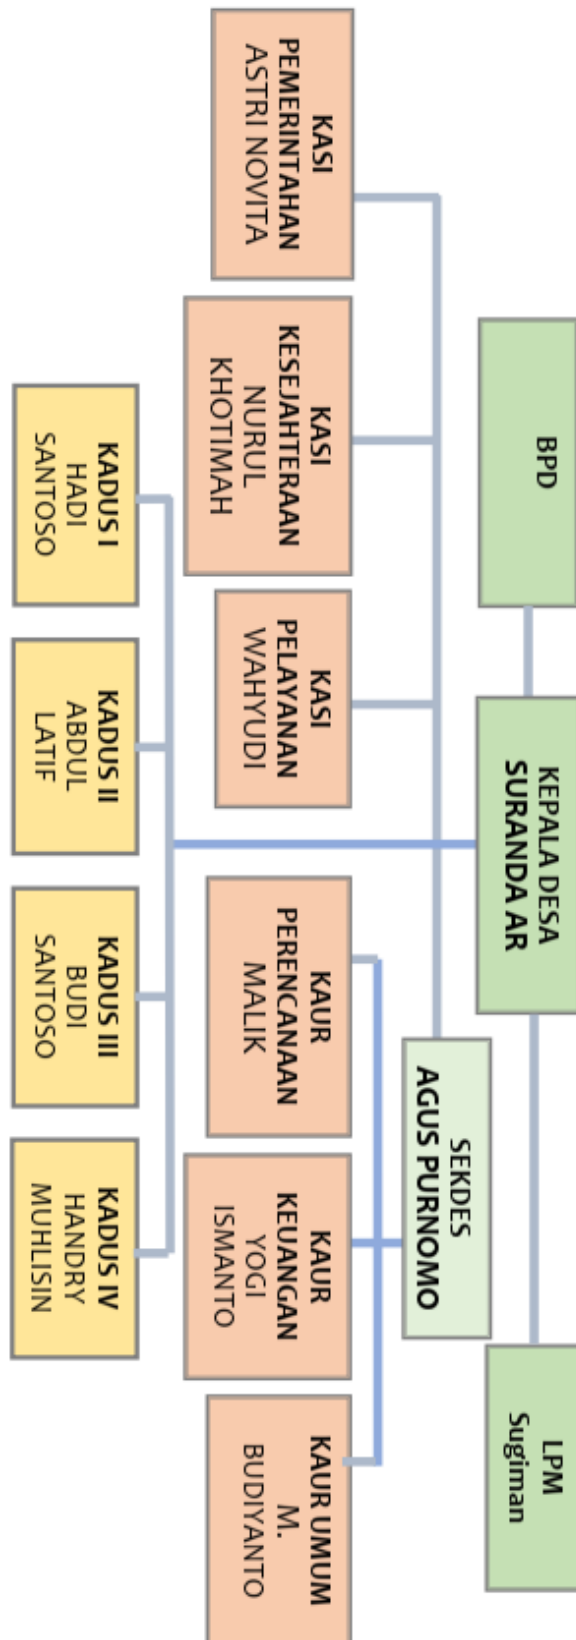 BPD
KEPALA DESA
SURANDA AR
LPM
Sugiman
SEKDES
AGUS PURNOMO
KASI
PEMERINTAHAN
ASTRI NOVITA
KASI
KESEJAHTERAAN
NURUL
KHOTIMAH
KASI
PELAYANAN
WAHYUDI
KAUR
PERENCANAAN
MALIK
KAUR
KEUANGAN
YOGI
ISMANTO
KAUR UMUM
M.
BUDIYANTO
KADUS I
HADI
SANTOSO
KADUS II
ABDUL
LATIF
KADUS III
BUDI
SANTOSO
KADUS IV
HANDRY
MUHLISIN